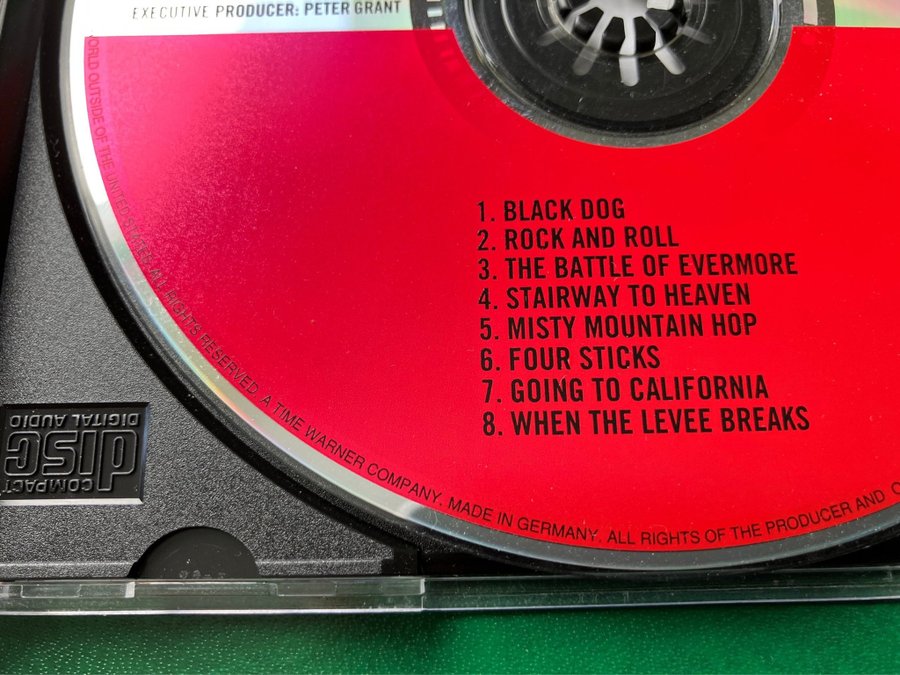 EXECUTIVE PRODUCER: PETER GRANT
1. BLACK DOG
2. ROCK AND ROLL
3. THE BATTLE OF EVERMORE
4. STAIRWAY TO HEAVEN
5. MISTY MOUNTAIN HOP
6. FOUR STICKS
7. GOING TO CALIFORNIA
8. WHEN THE LEVEE BREAKS
WORLD OUTSIDE OF THE UNITED STATES ALL RIGHTS RESERVED. A TIME WARNER COMPANY. MADE IN GERMANY. ALL RIGHTS OF THE PRODUCER AND
COMPACT
disc
DIGITAL AUDIO